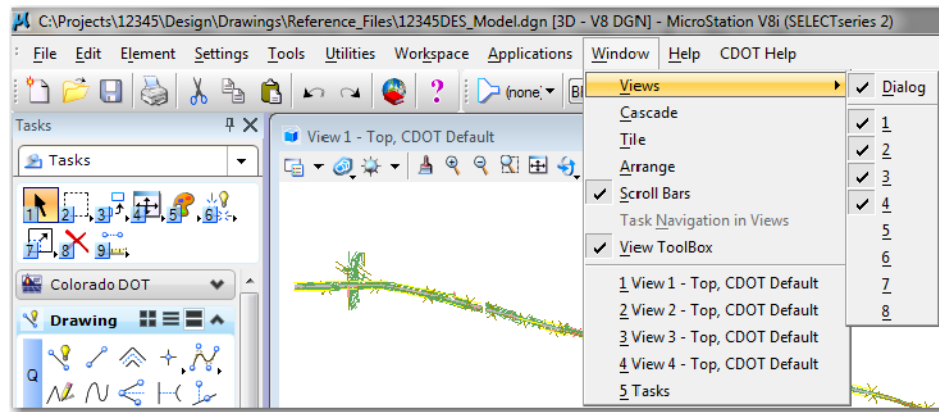 C:\Projects\12345\Design\Drawings\Reference_Files\12345DES_Model.dgn [3D - V8 DGN] - MicroStation V8i (SELECTseries 2)
File Edit Element Settings Tools Utilities Workspace Applications Window Help CDOT Help
(none)
Tasks
View 1 - Top, CDOT Default
Tasks
1 2 3 4 5 6
7 8 9
Colorado DOT
Drawing
Q
Views
Cascade
Tile
Arrange
Scroll Bars
Task Navigation in Views
View ToolBox
1 View 1 - Top, CDOT Default
2 View 2 - Top, CDOT Default
3 View 3 - Top, CDOT Default
4 View 4 - Top, CDOT Default
5 Tasks
Dialog
1
2
3
4
5
6
7
8